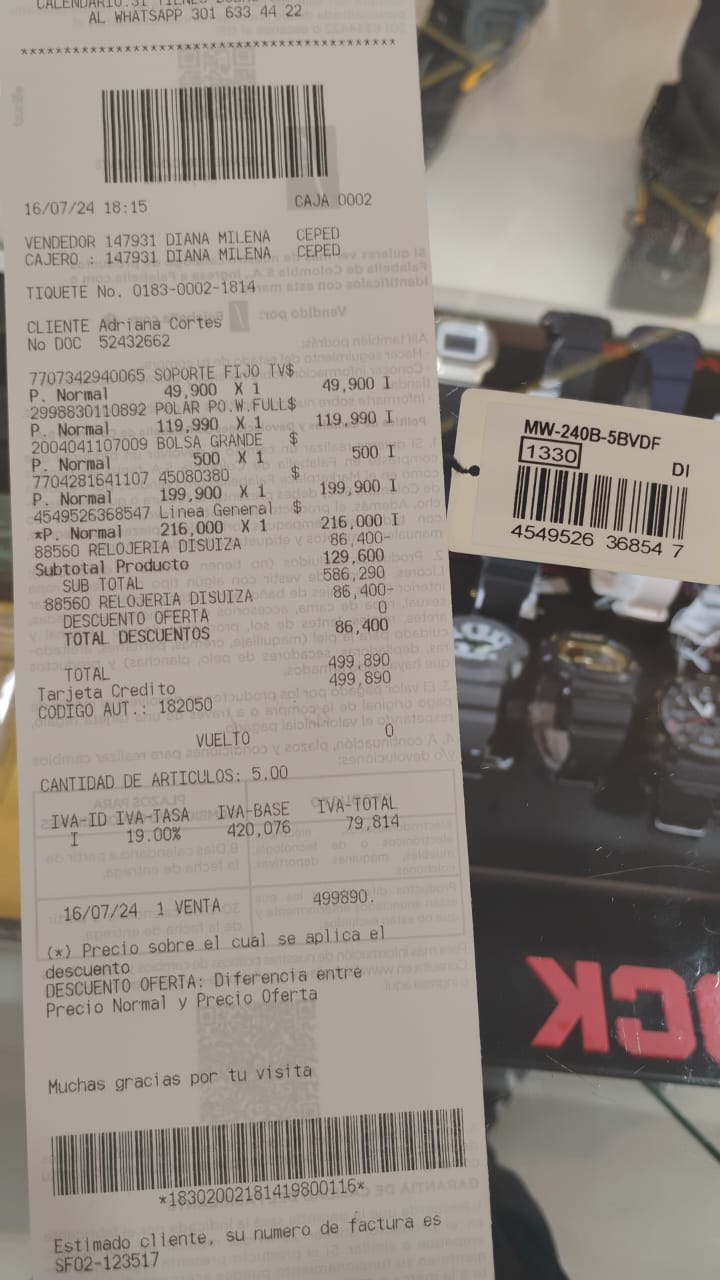 AL WHATSAPP 301 633 44 22
****************************************
16/07/24 18:15 CAJA 0002
VENDEDOR 147931 DIANA MILENA CEPED
CAJERO : 147931 DIANA MILENA CEPED
TIQUETE No. 0183-0002-1814
CLIENTE Adriana Cortes
No DOC 52432662
7707342940065 SOPORTE FIJO TV$
P. Normal 49,900 X 1 49,900 I
2998830110892 POLAR PO.W.FULL$
P. Normal 119,990 X 1 119,990 I
2004041107009 BOLSA GRANDE $
P. Normal 500 X 1 500 I
7704281641107 45080380 $
P. Normal 199,900 X 1 199,900 I
4549526368547 Linea General $
*P. Normal 216,000 X 1 216,000 I
88560 RELOJERIA DISUIZA 86,400-
Subtotal Producto 129,600
SUB TOTAL 586,290
88560 RELOJERIA DISUIZA 86,400-
DESCUENTO OFERTA 0
TOTAL DESCUENTOS 86,400
TOTAL 499,890
Tarjeta Credito 499,890
CODIGO AUT.: 182050
VUELTO 0
CANTIDAD DE ARTICULOS: 5.00
IVA-ID IVA-TASA IVA-BASE IVA-TOTAL
I 19.00% 420,076 79,814
16/07/24 1 VENTA 499890.
(*) Precio sobre el cual se aplica el
descuento
DESCUENTO OFERTA: Diferencia entre
Precio Normal y Precio Oferta
Muchas gracias por tu visita
*18302002181419800116*
Estimado cliente, su numero de factura es
SF02-123517
MW-240B-5BVDF
1330
DI
4549526 36854 7